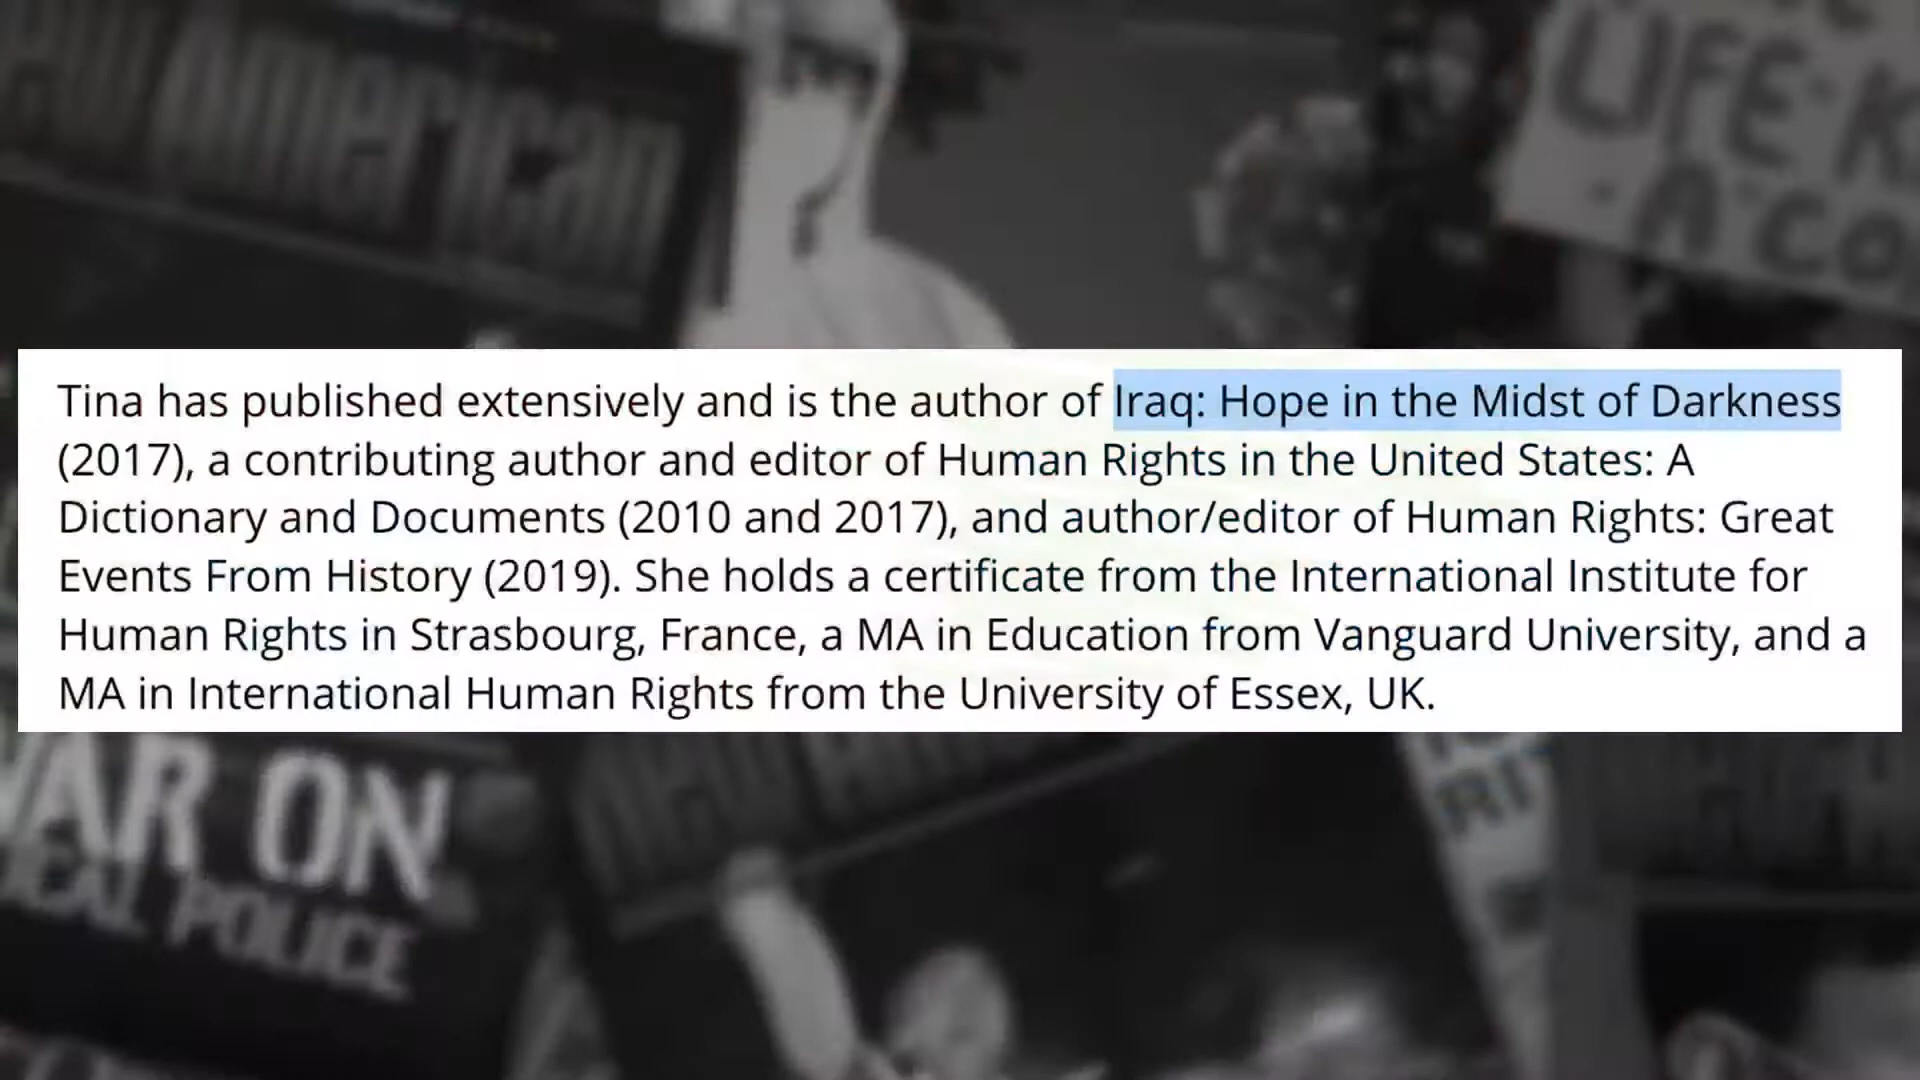 American
LIFE
A CO
Tina has published extensively and is the author of Iraq: Hope in the Midst of Darkness
(2017), a contributing author and editor of Human Rights in the United States: A
Dictionary and Documents (2010 and 2017), and author/editor of Human Rights: Great
Events From History (2019). She holds a certificate from the International Institute for
Human Rights in Strasbourg, France, a MA in Education from Vanguard University, and a
MA in International Human Rights from the University of Essex, UK.
ON
POLICE